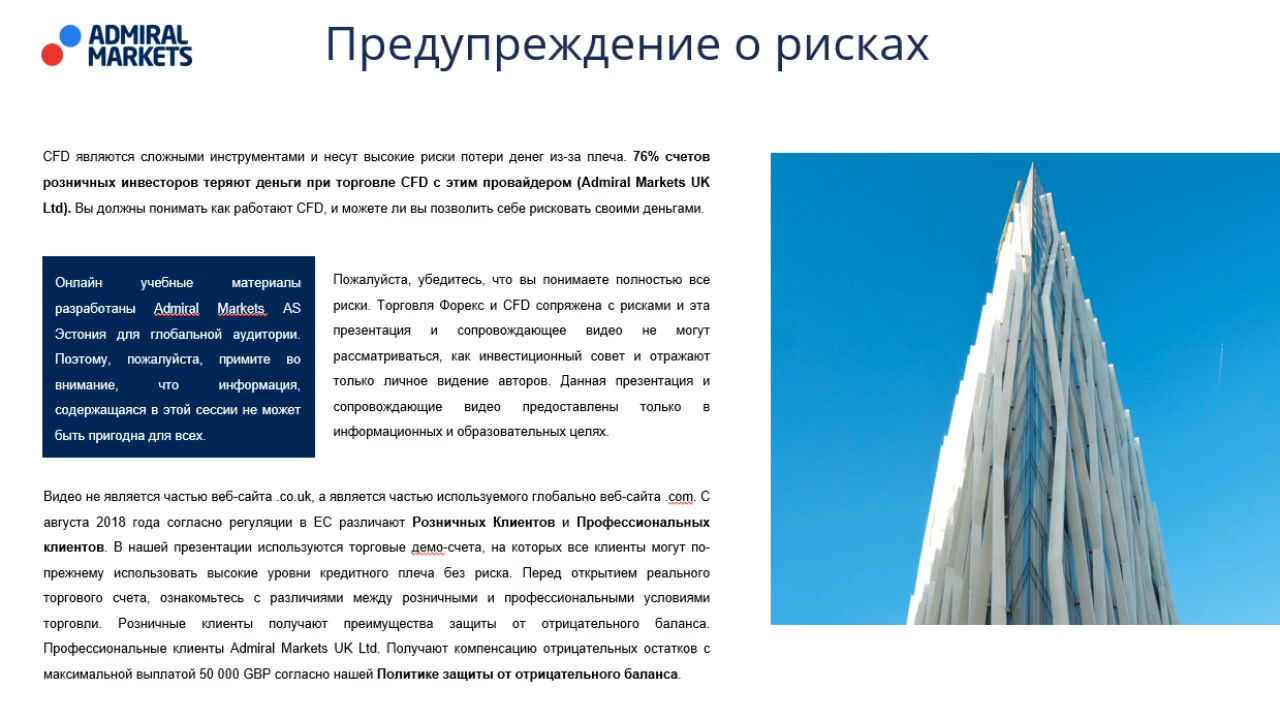 ADMIRAL
MARKETS
Предупреждение о рисках
CFD являются сложными инструментами и несут высокие риски потери денег из-за плеча. 76% счетов
розничных инвесторов теряют деньги при торговле CFD с этим провайдером (Admiral Markets UK
Ltd). Вы должны понимать как работают CFD, и можете ли вы позволить себе рисковать своими деньгами.
Онлайн учебные материалы
разработаны Admiral Markets AS
Эстония для глобальной аудитории.
Поэтому, пожалуйста, примите во
внимание, что информация,
содержащаяся в этой сессии не может
быть пригодна для всех.
Пожалуйста, убедитесь, что вы понимаете полностью все
риски. Торговля Форекс и CFD сопряжена с рисками и эта
презентация и сопровождающее видео не могут
рассматриваться, как инвестиционный совет и отражают
только личное видение авторов. Данная презентация и
сопровождающие видео предоставлены только в
информационных и образовательных целях.
Видео не является частью веб-сайта .co.uk, а является частью используемого глобально веб-сайта .com. С
августа 2018 года согласно регуляции в ЕС различают Розничных Клиентов и Профессиональных
клиентов. В нашей презентации используются торговые демо-счета, на которых все клиенты могут по-
прежнему использовать высокие уровни кредитного плеча без риска. Перед открытием реального
торгового счета, ознакомьтесь с различиями между розничными и профессиональными условиями
торговли. Розничные клиенты получают преимущества защиты от отрицательного баланса.
Профессиональные клиенты Admiral Markets UK Ltd. Получают компенсацию отрицательных остатков с
максимальной выплатой 50 000 GBP согласно нашей Политике защиты от отрицательного баланса.